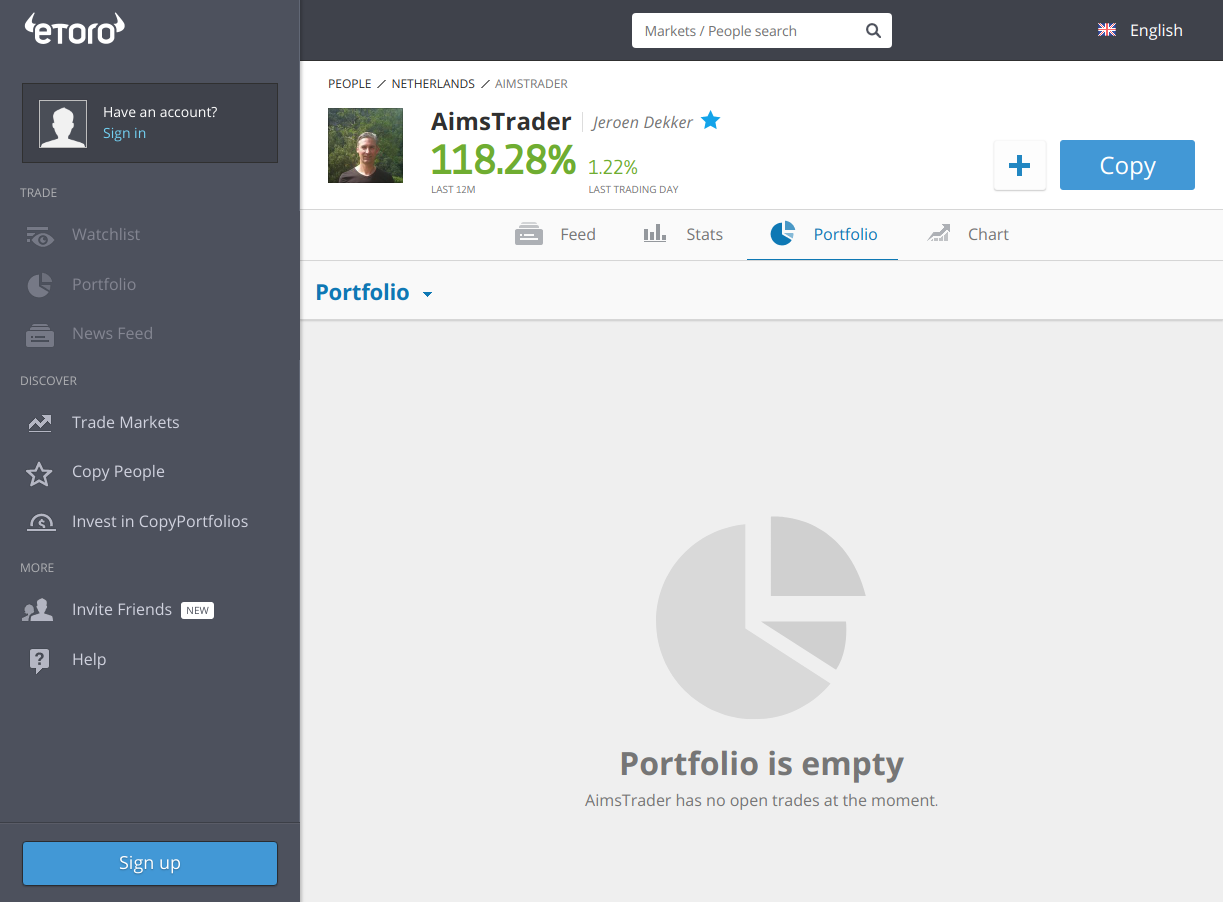 eToro
Markets / People search
English
Have an account?
Sign in
TRADE
Watchlist
Portfolio
News Feed
DISCOVER
Trade Markets
Copy People
Invest in CopyPortfolios
MORE
Invite Friends NEW
Help
Sign up
PEOPLE / NETHERLANDS / AIMSTRADER
AimsTrader Jeroen Dekker
118.28% 1.22%
LAST 12M LAST TRADING DAY
Copy
Feed Stats Portfolio Chart
Portfolio
Portfolio is empty
AimsTrader has no open trades at the moment.